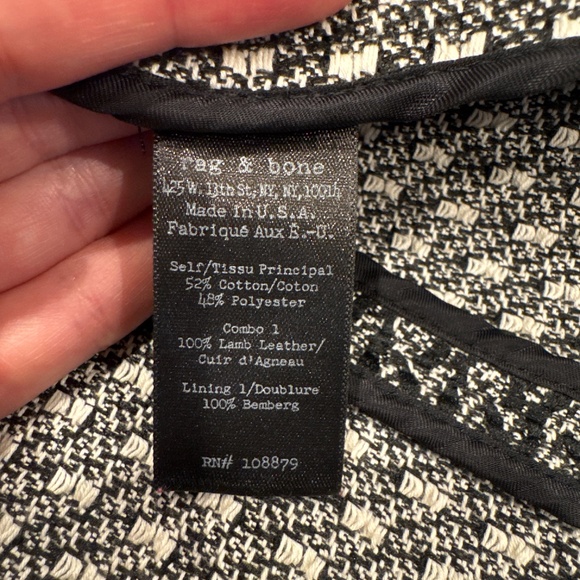 rag & bone
425 W. 13th St, NY, NY, 10014
Made in U.S.A.
Fabriqué Aux É.-U.
Self/Tissu Principal
52% Cotton/Coton
48% Polyester
Combo 1
100% Lamb Leather/
Cuir d'Agneau
Lining 1/Doublure
100% Bemberg
RN# 108879